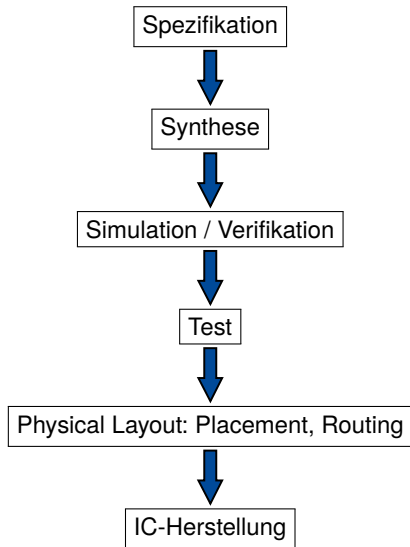 Spezifikation
Synthese
Simulation / Verifikation
Test
Physical Layout: Placement, Routing
IC-Herstellung